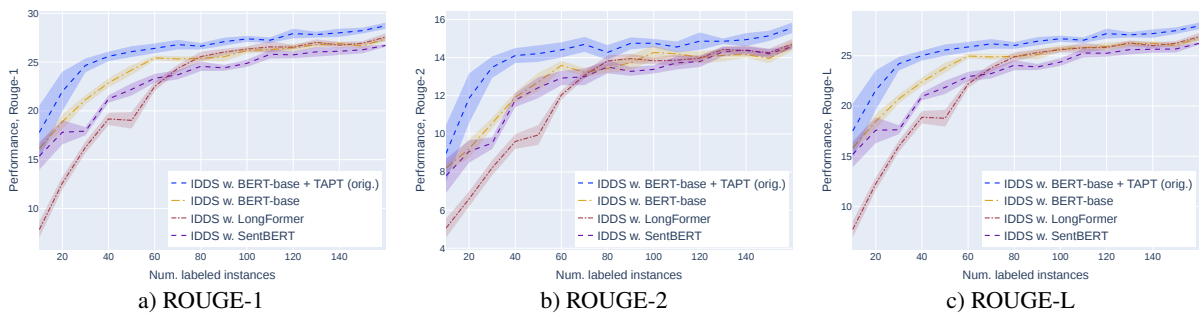 Performance, Rouge-1
30
25
20
15
10
20
40
60
80
100
120
140
Num. labeled instances
IDDS w. BERT-base + TAPT (orig.)
IDDS w. BERT-base
IDDS w. LongFormer
IDDS w. SentBERT
a) ROUGE-1
Performance, Rouge-2
16
14
12
10
8
6
4
20
40
60
80
100
120
140
Num. labeled instances
IDDS w. BERT-base + TAPT (orig.)
IDDS w. BERT-base
IDDS w. LongFormer
IDDS w. SentBERT
b) ROUGE-2
Performance, Rouge-L
25
20
15
10
20
40
60
80
100
120
140
Num. labeled instances
IDDS w. BERT-base + TAPT (orig.)
IDDS w. BERT-base
IDDS w. LongFormer
IDDS w. SentBERT
c) ROUGE-L